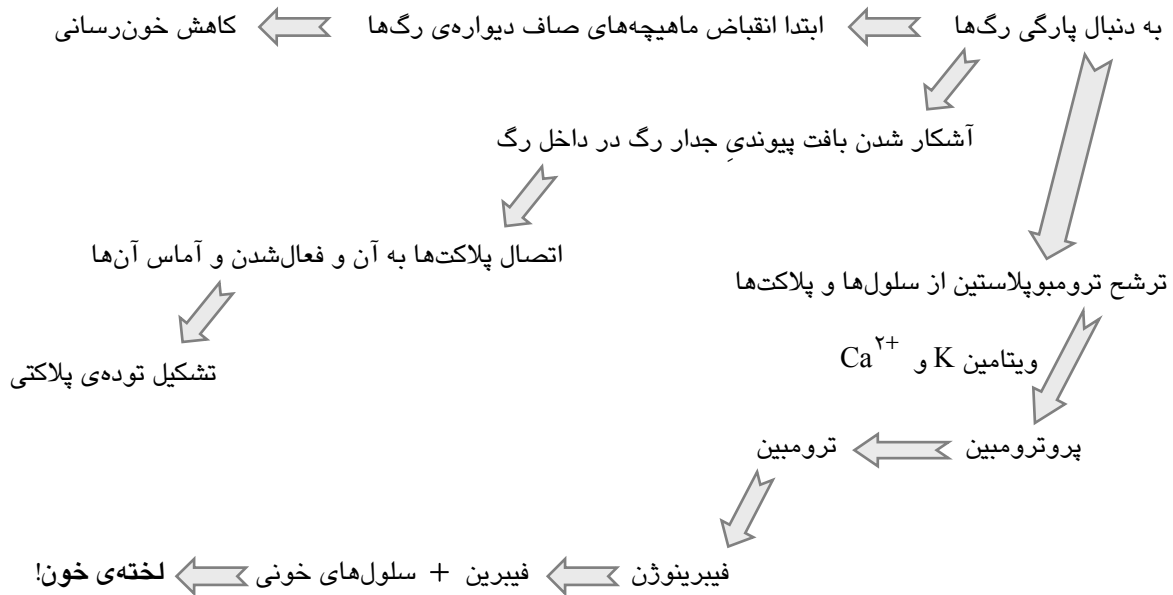 به دنبال پارگی رگ‌ها ابتدا انقباض ماهیچه‌های صاف دیواره‌ی رگ‌ها کاهش خون‌رسانی
آشکار شدن بافت پیوندیِ جدار رگ در داخل رگ
اتصال پلاکت‌ها به آن و فعال‌شدن و آماس آن‌ها
ترشح ترومبوپلاستین از سلول‌ها و پلاکت‌ها
ویتامین K و Ca²⁺
تشکیل توده‌ی پلاکتی
پروترومبین ترومبین
فیبرینوژن فیبرین + سلول‌های خونی لخته‌ی خون!